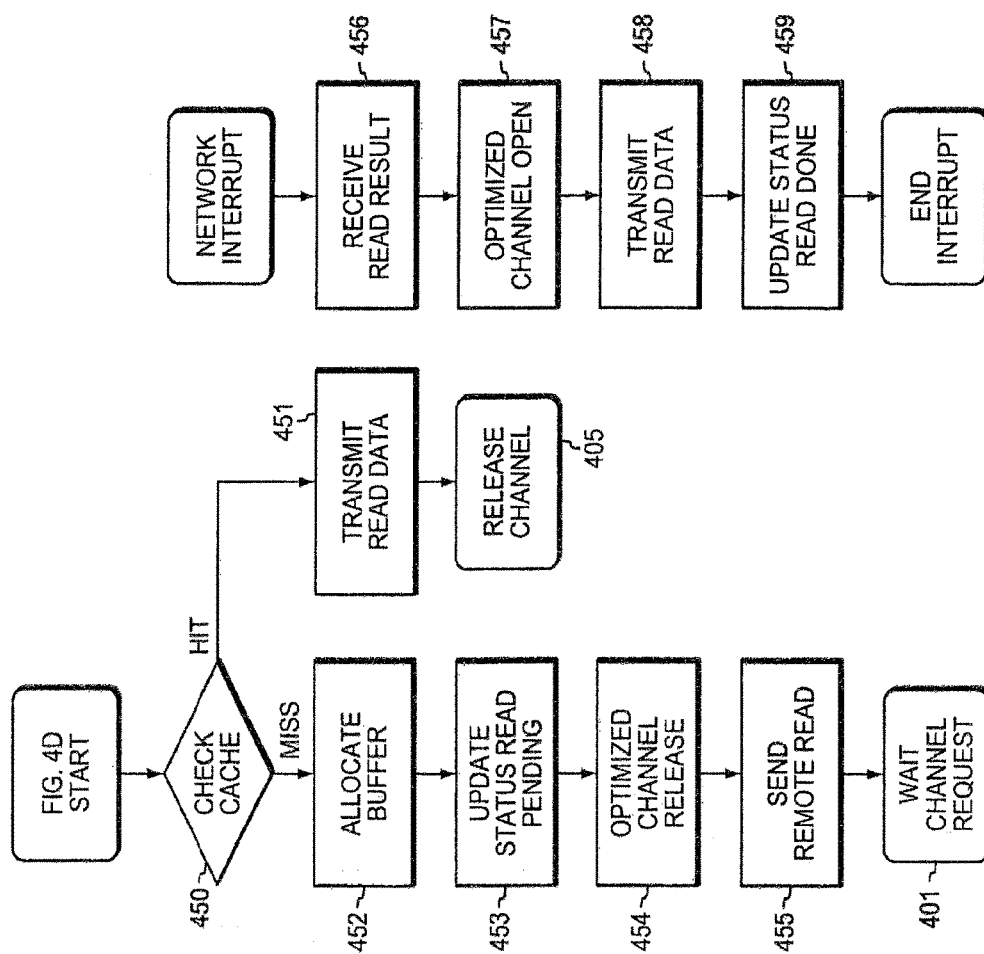 FIG. 4D
START
450
CHECK
CACHE
HIT
MISS
451
TRANSMIT
READ DATA
RELEASE
CHANNEL
405
452
ALLOCATE
BUFFER
453
UPDATE
STATUS READ
PENDING
454
OPTIMIZED
CHANNEL
RELEASE
455
SEND
REMOTE READ
401
WAIT
CHANNEL
REQUEST
NETWORK
INTERRUPT
RECEIVE
READ RESULT
456
OPTIMIZED
CHANNEL OPEN
457
TRANSMIT
READ DATA
458
UPDATE STATUS
READ DONE
459
END
INTERRUPT